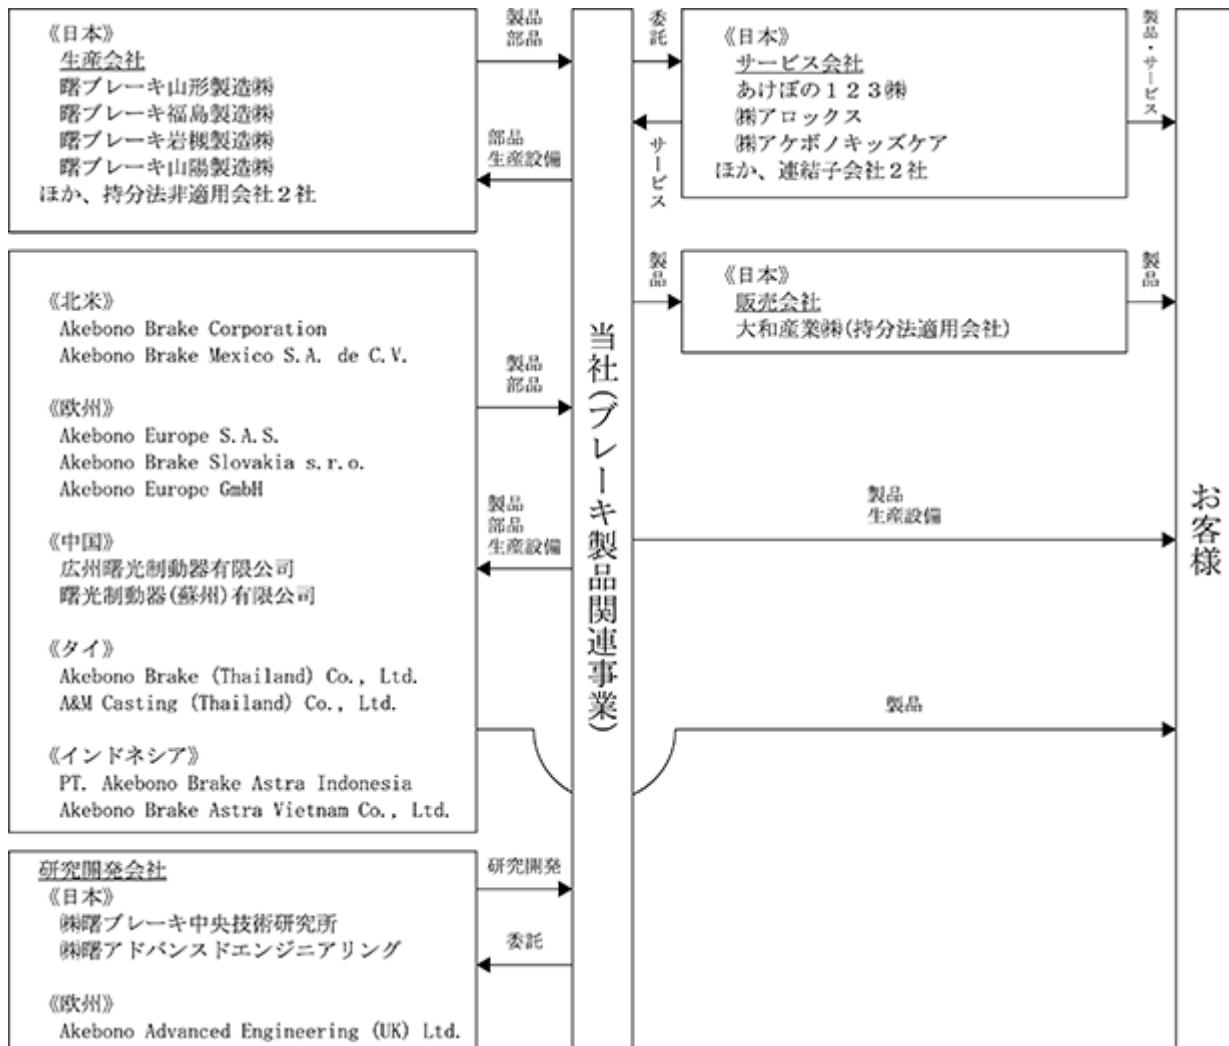 《日本》
生産会社
曙ブレーキ山形製造㈱
曙ブレーキ福島製造㈱
曙ブレーキ岩槻製造㈱
曙ブレーキ山陽製造㈱
ほか、持分法非適用会社２社
製品
部品
部品
生産設備
《北米》
Akebono Brake Corporation
Akebono Brake Mexico S.A. de C.V.
《欧州》
Akebono Europe S.A.S.
Akebono Brake Slovakia s.r.o.
Akebono Europe GmbH
《中国》
広州曙光制動器有限公司
曙光制動器(蘇州)有限公司
《タイ》
Akebono Brake (Thailand) Co., Ltd.
A&M Casting (Thailand) Co., Ltd.
《インドネシア》
PT. Akebono Brake Astra Indonesia
Akebono Brake Astra Vietnam Co., Ltd.
製品
部品
製品
部品
生産設備
研究開発会社
《日本》
㈱曙ブレーキ中央技術研究所
㈱曙アドバンスドエンジニアリング
《欧州》
Akebono Advanced Engineering (UK) Ltd.
研究開発
委託
当社(ブレーキ製品関連事業)
委託
サービス
《日本》
サービス会社
あけぼの１２３㈱
㈱アロックス
㈱アケボノキッズケア
ほか、連結子会社２社
製品・サービス
製品
《日本》
販売会社
大和産業㈱(持分法適用会社)
製品
製品
生産設備
製品
お客様